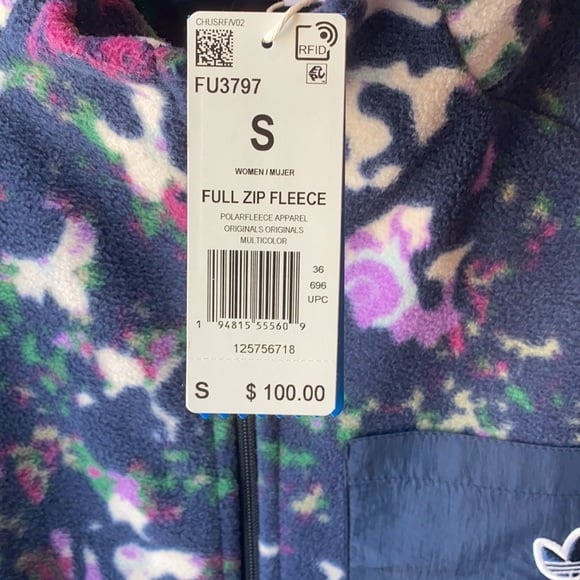 CHUSRF/V02
RFID
FU3797
S
WOMEN / MUJER
FULL ZIP FLEECE
POLARFLEECE APPAREL
ORIGINALS ORIGINALS
MULTICOLOR
36
696
UPC
1 94815 55560 9
125756718
S $ 100.00